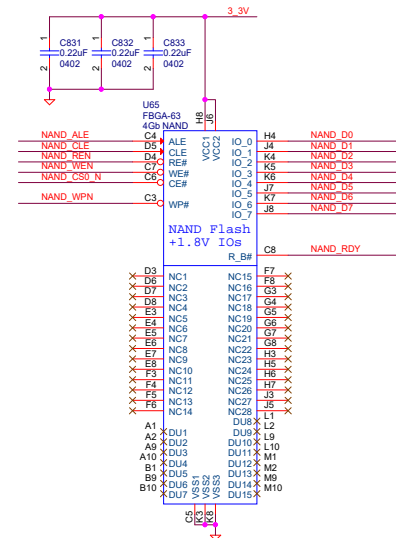 3_3V
C831
0.22uF
0402
C832
0.22uF
0402
C833
0.22uF
0402
1
2
1
2
1
2
U65
FBGA-63
4Gb NAND
H8
J6
VCC1
VCC2
NAND_ALE C4 ALE IO_0 H4 NAND_D0
NAND_CLE D5 CLE IO_1 J4 NAND_D1
NAND_REN D4 RE# IO_2 K4 NAND_D2
NAND_WEN C7 WE# IO_3 K5 NAND_D3
NAND_CS0_N C6 CE# IO_4 K6 NAND_D4
IO_5 J7 NAND_D5
NAND_WPN C3 WP# IO_6 K7 NAND_D6
IO_7 J8 NAND_D7
NAND Flash
+1.8V IOs
R_B# C8 NAND_RDY
D3 NC1 NC15 F7
D6 NC2 NC16 F8
D7 NC3 NC17 G3
D8 NC4 NC18 G4
E3 NC5 NC19 G5
E4 NC6 NC20 G6
E5 NC7 NC21 G7
E6 NC8 NC22 G8
E7 NC9 NC23 H3
E8 NC10 NC24 H5
F3 NC11 NC25 H6
F4 NC12 NC26 H7
F5 NC13 NC27 J3
F6 NC14 NC28 J5
DU8 L1
A1 DU1 DU9 L2
A2 DU2 DU10 L9
A9 DU3 DU11 L10
A10 DU4 DU12 M1
B1 DU5 DU13 M2
B9 DU6 DU14 M9
B10 DU7 DU15 M10
VSS1
VSS2
VSS3
C5
K3
K8